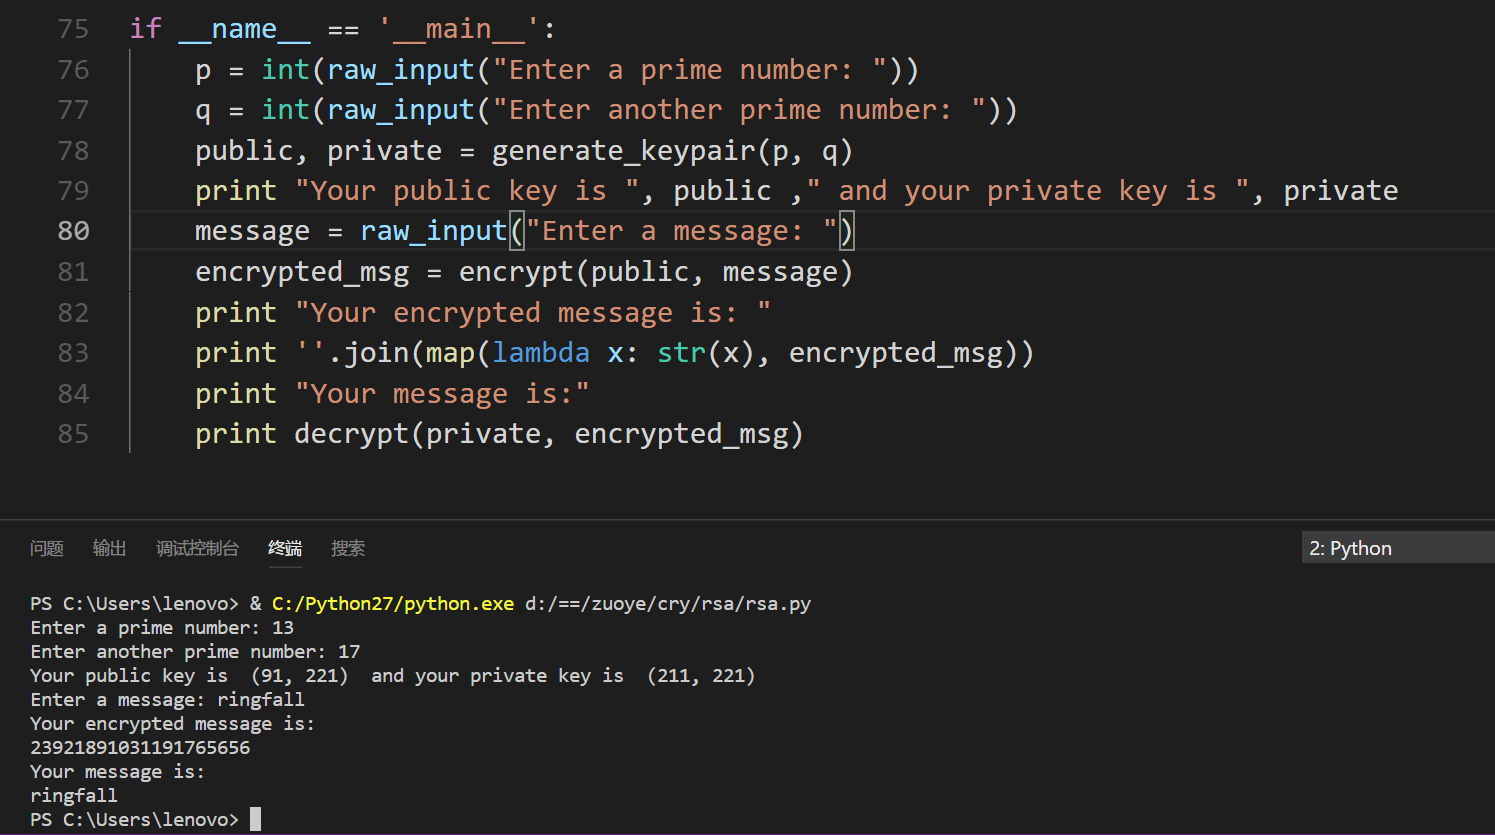 75 if __name__ == '__main__':
76 p = int(raw_input("Enter a prime number: "))
77 q = int(raw_input("Enter another prime number: "))
78 public, private = generate_keypair(p, q)
79 print "Your public key is ", public ," and your private key is ", private
80 message = raw_input("Enter a message: ")
81 encrypted_msg = encrypt(public, message)
82 print "Your encrypted message is: "
83 print ''.join(map(lambda x: str(x), encrypted_msg))
84 print "Your message is:"
85 print decrypt(private, encrypted_msg)
问题 输出 调试控制台 终端 搜索 2: Python
PS C:\Users\lenovo> & C:/Python27/python.exe d:/==/zuoye/cry/rsa/rsa.py
Enter a prime number: 13
Enter another prime number: 17
Your public key is  (91, 221)  and your private key is  (211, 221)
Enter a message: ringfall
Your encrypted message is:
23921891031191765656
Your message is:
ringfall
PS C:\Users\lenovo>